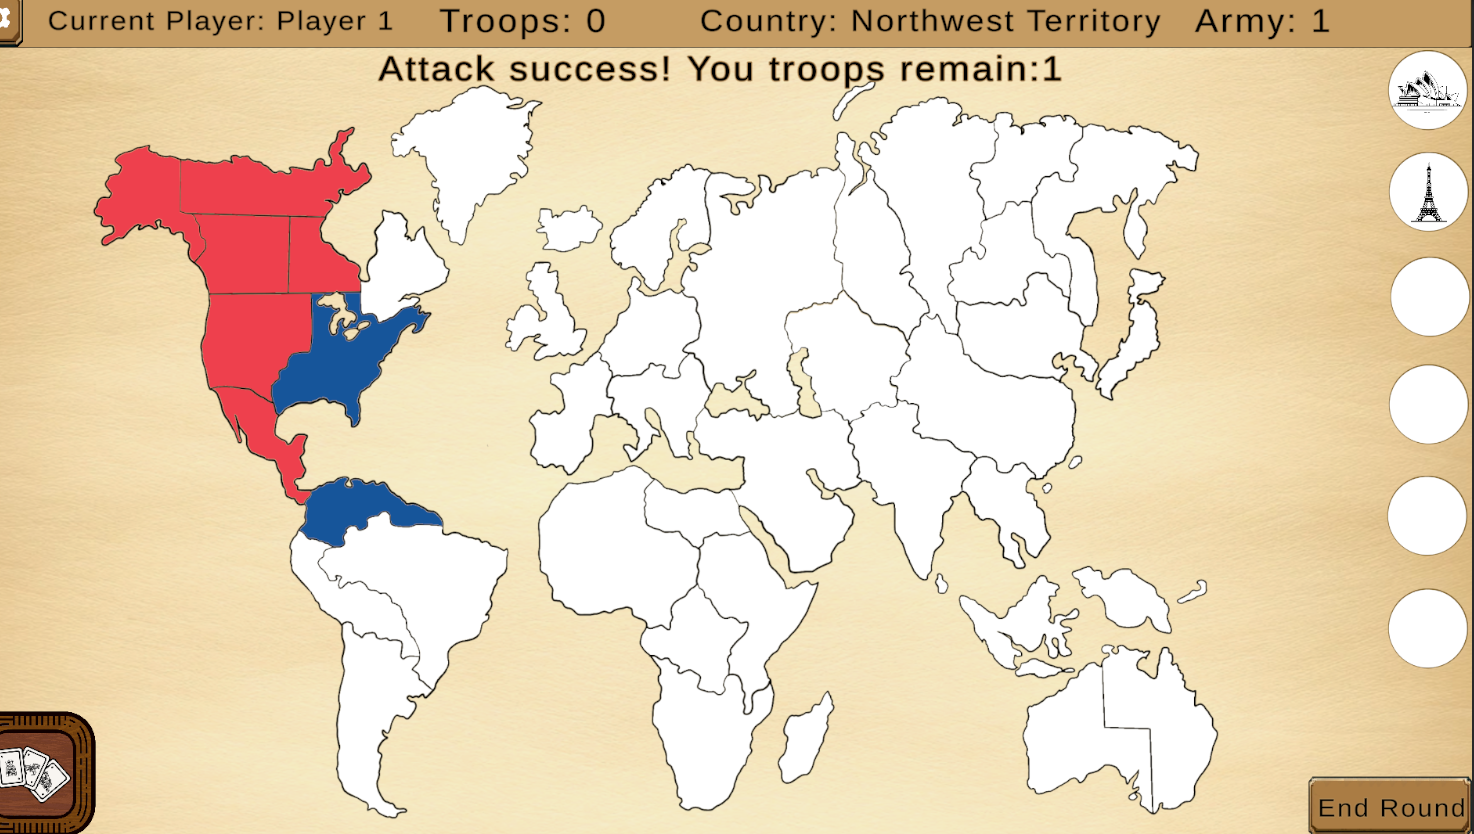 Current Player: Player 1 Troops: 0 Country: Northwest Territory Army: 1
Attack success! You troops remain:1
End Round